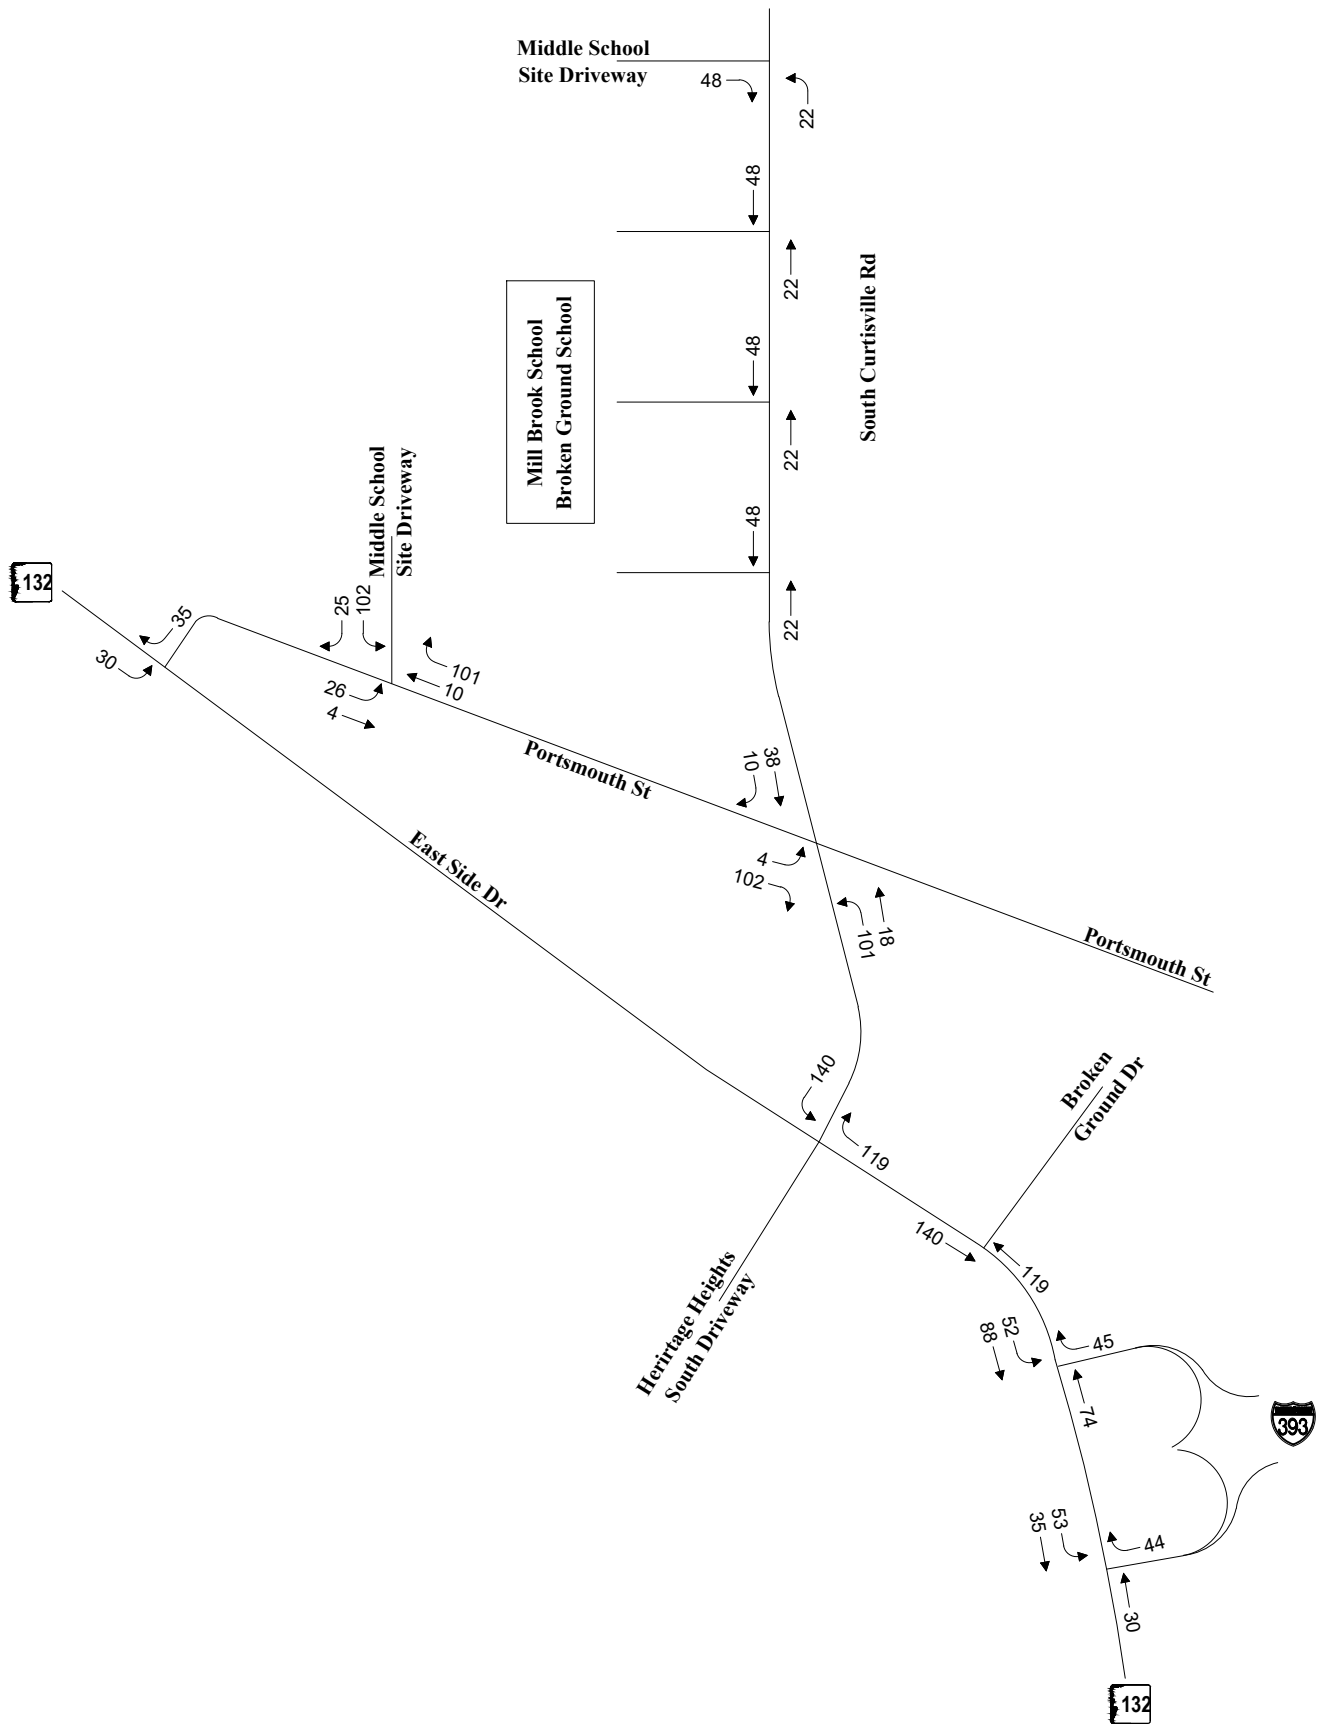 Middle School
Site Driveway
48
22
48
22
South Curtisville Rd
Mill Brook School
Broken Ground School
48
22
48
22
Middle School
Site Driveway
132
35
30
25
102
101
10
26
4
Portsmouth St
10
38
4
102
18
101
East Side Dr
Portsmouth St
140
119
Broken
Ground Dr
140
119
Herirtage Heights
South Driveway
88
52
45
74
393
35
53
44
30
132